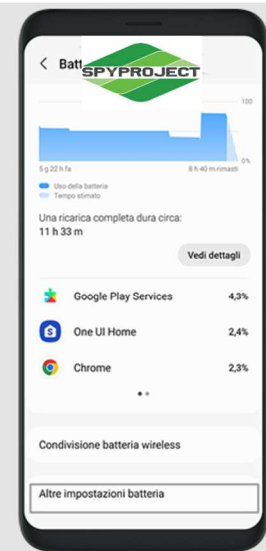 Batt
SPYPROJECT
100
0%
5 g 22 h fa
8 h 40 m rimasti
Uso della batteria
Tempo stimato
Una ricarica completa dura circa:
11 h 33 m
Vedi dettagli
Google Play Services
4,3%
One UI Home
2,4%
Chrome
2,3%
Condivisione batteria wireless
Altre impostazioni batteria